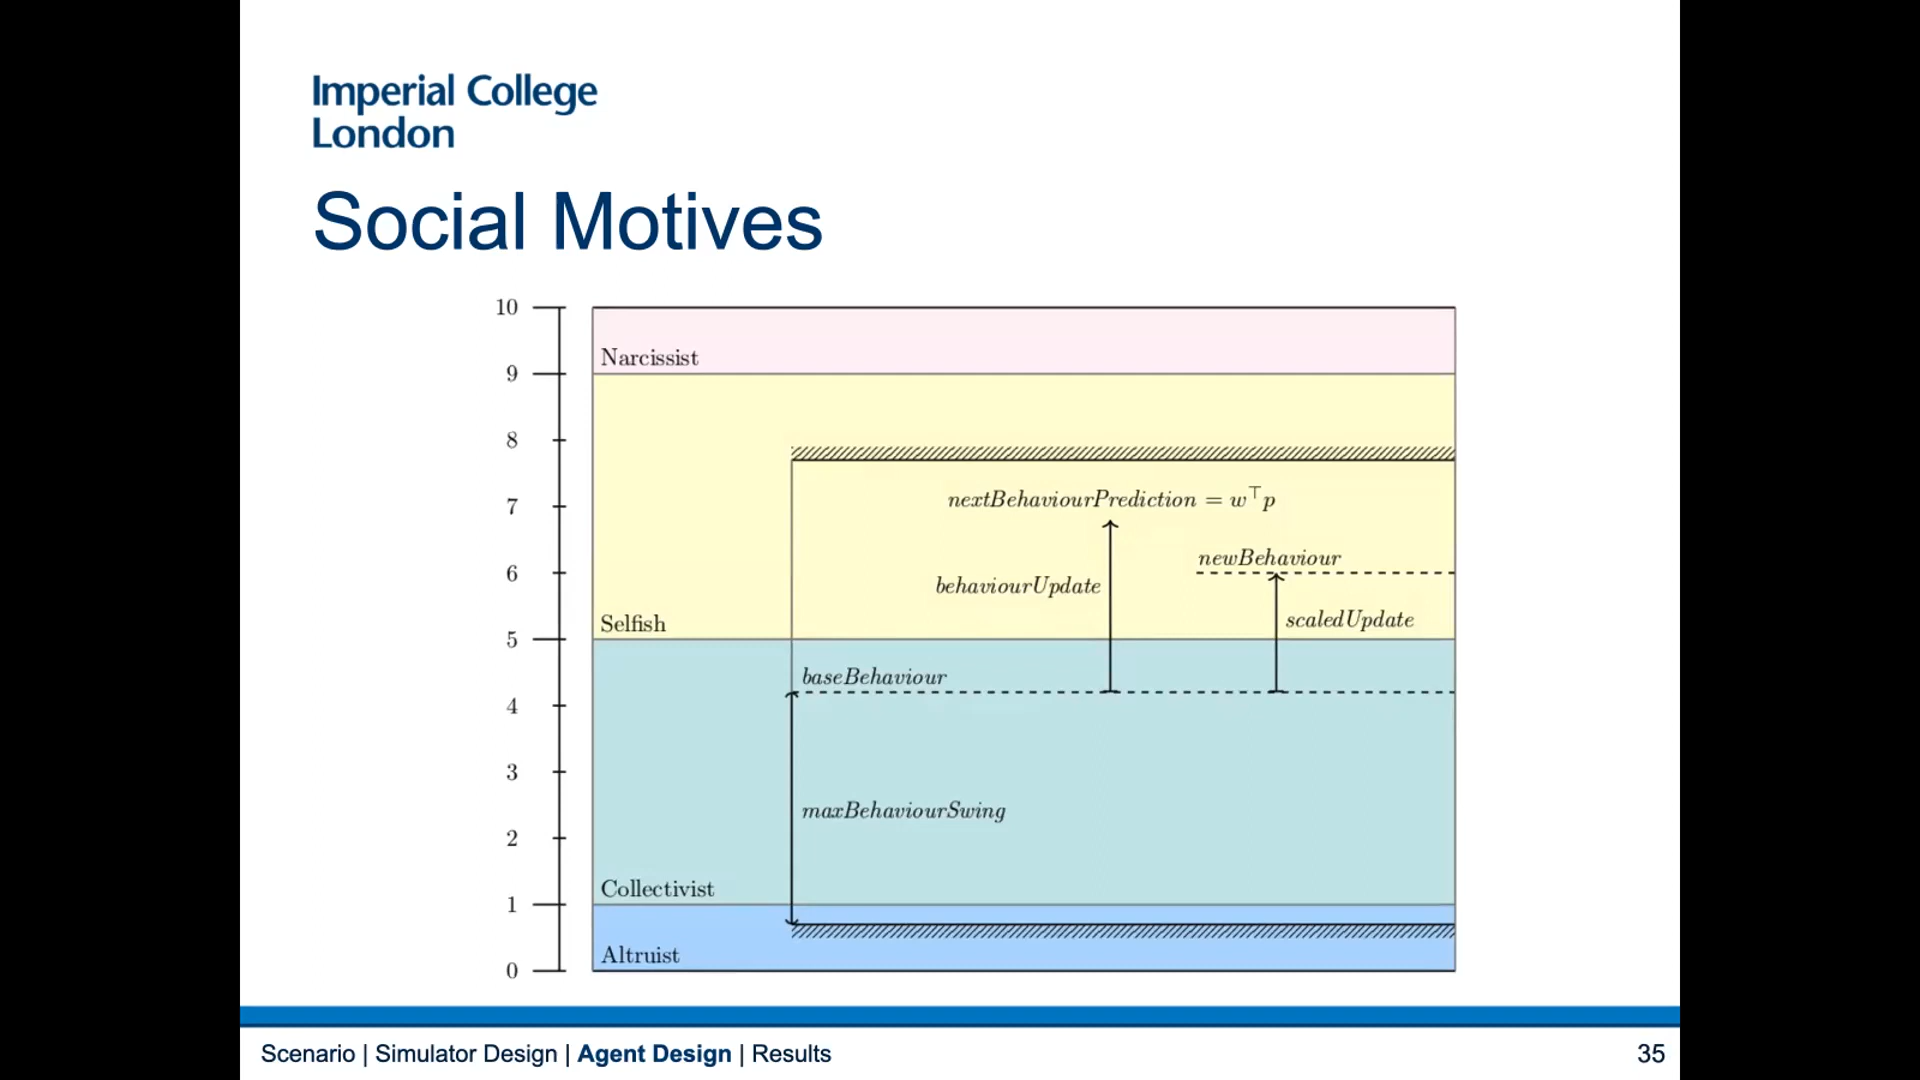 Imperial College
London
Social Motives
10
Narcissist
9
8
nextBehaviourPrediction = w⊤p
7
newBehaviour
6
behaviourUpdate
scaledUpdate
Selfish
5
baseBehaviour
4
3
maxBehaviourSwing
2
Collectivist
1
Altruist
0
Scenario | Simulator Design | Agent Design | Results
35